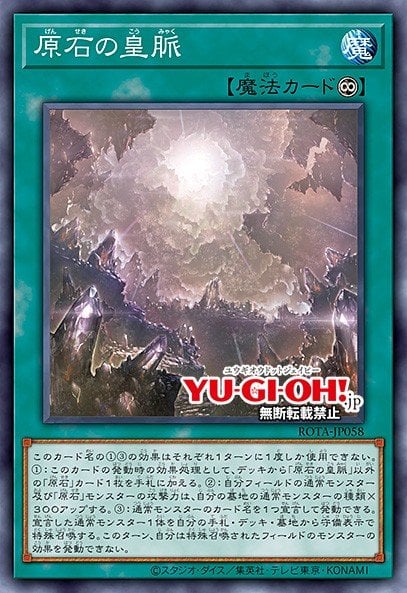 原石の皇脈
【魔法カード】
ユウギオウドットジェイピー
YU-GI-OH!.jp
無断転載禁止
ROTA-JP058
このカード名の①③の効果はそれぞれ1ターンに1度しか使用できない。
①:このカードの発動時の効果処理として、デッキから「原石の皇脈」以外
の「原石」カード1枚を手札に加える。②:自分フィールドの通常モンスター
及び「原石」モンスターの攻撃力は、自分の墓地の通常モンスターの種類×
300アップする。③:通常モンスターのカード名を1つ宣言して発動できる。
宣言した通常モンスター1体を自分の手札・デッキ・墓地から守備表示で
特殊召喚する。このターン、自分は特殊召喚されたフィールドのモンスター
の効果を発動できない。
©スタジオ・ダイス/集英社・テレビ東京・KONAMI